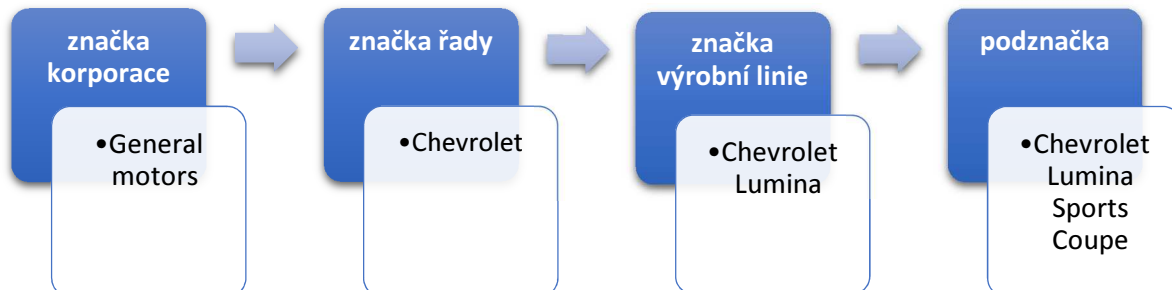 značka
korporace
•General
motors
značka řady
•Chevrolet
značka
výrobní linie
•Chevrolet
Lumina
podznačka
•Chevrolet
Lumina
Sports
Coupe